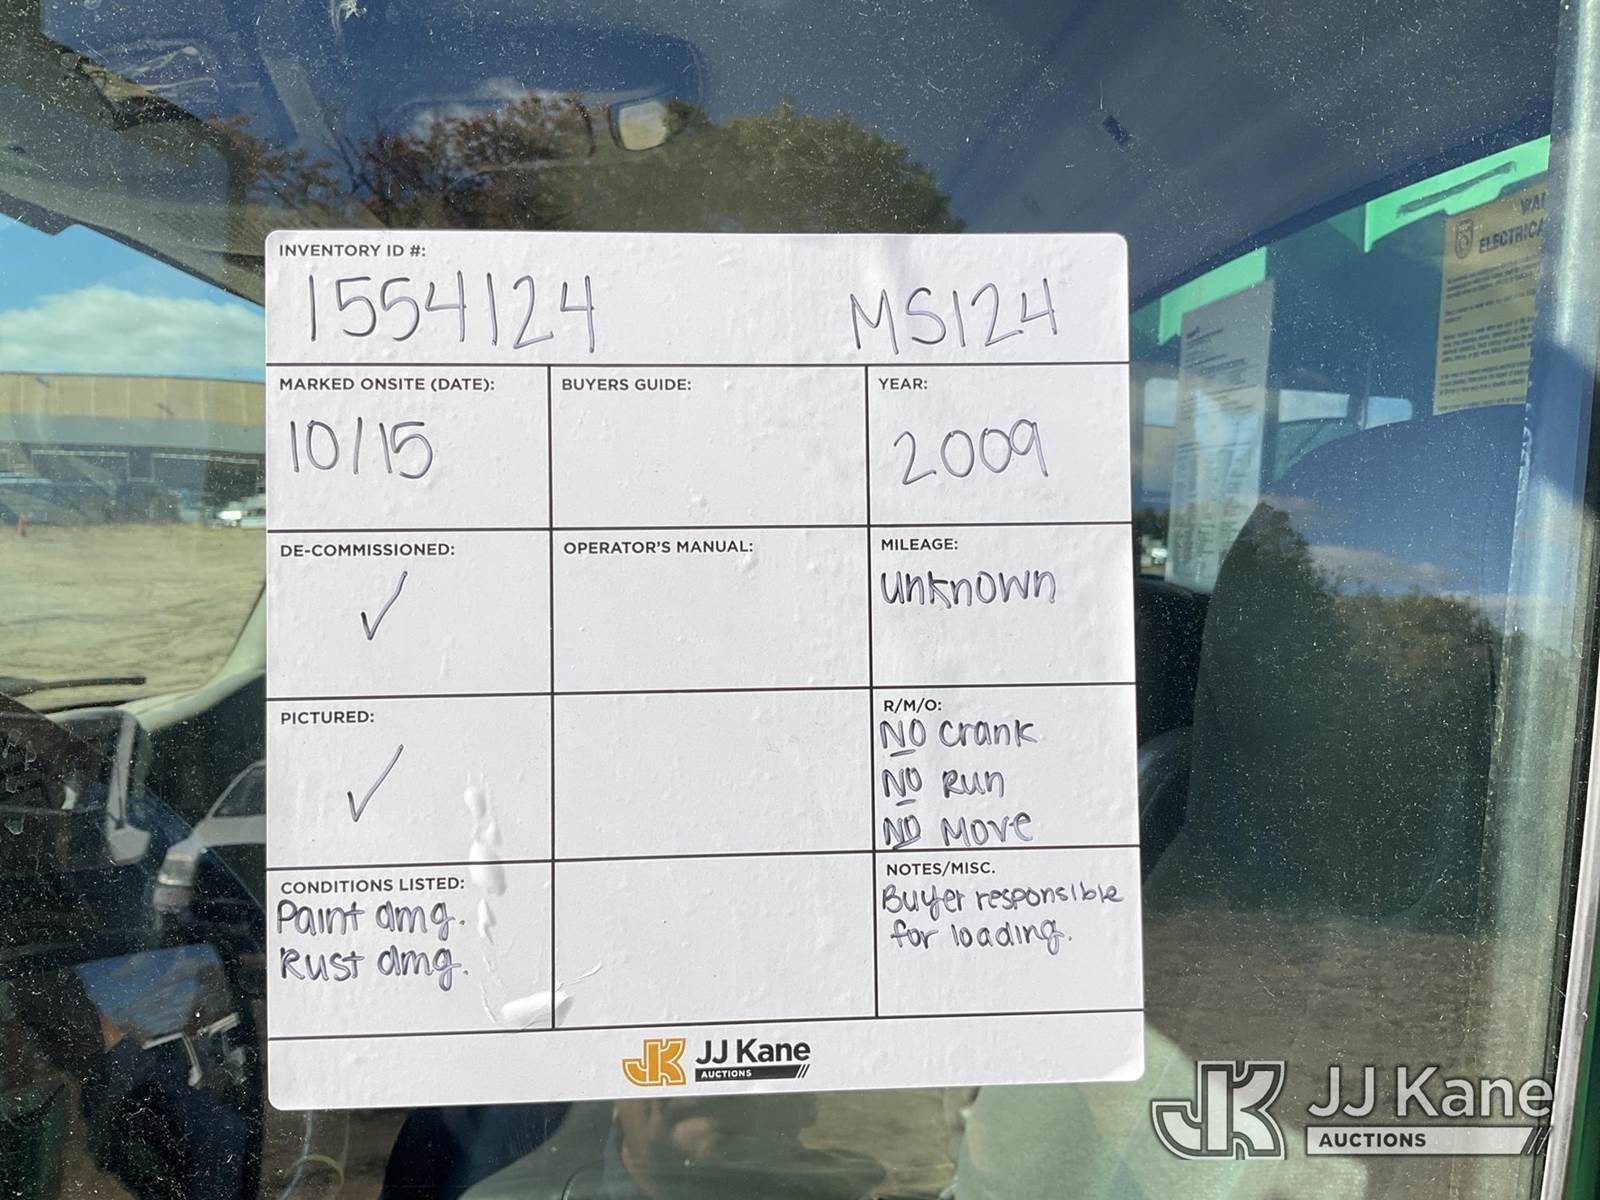 INVENTORY ID #:
1554124 MS124
MARKED ONSITE (DATE):
10/15
BUYERS GUIDE:
YEAR:
2009
DE-COMMISSIONED:
✓
OPERATOR'S MANUAL:
MILEAGE:
unknown
PICTURED:
✓
R/M/O:
NO crank
NO Run
NO Move
CONDITIONS LISTED:
Paint dmg.
Rust dmg.
NOTES/MISC.
Buyer responsible
for loading.
JK JJ Kane
AUCTIONS
ELECTRICA
JK JJ Kane
AUCTIONS